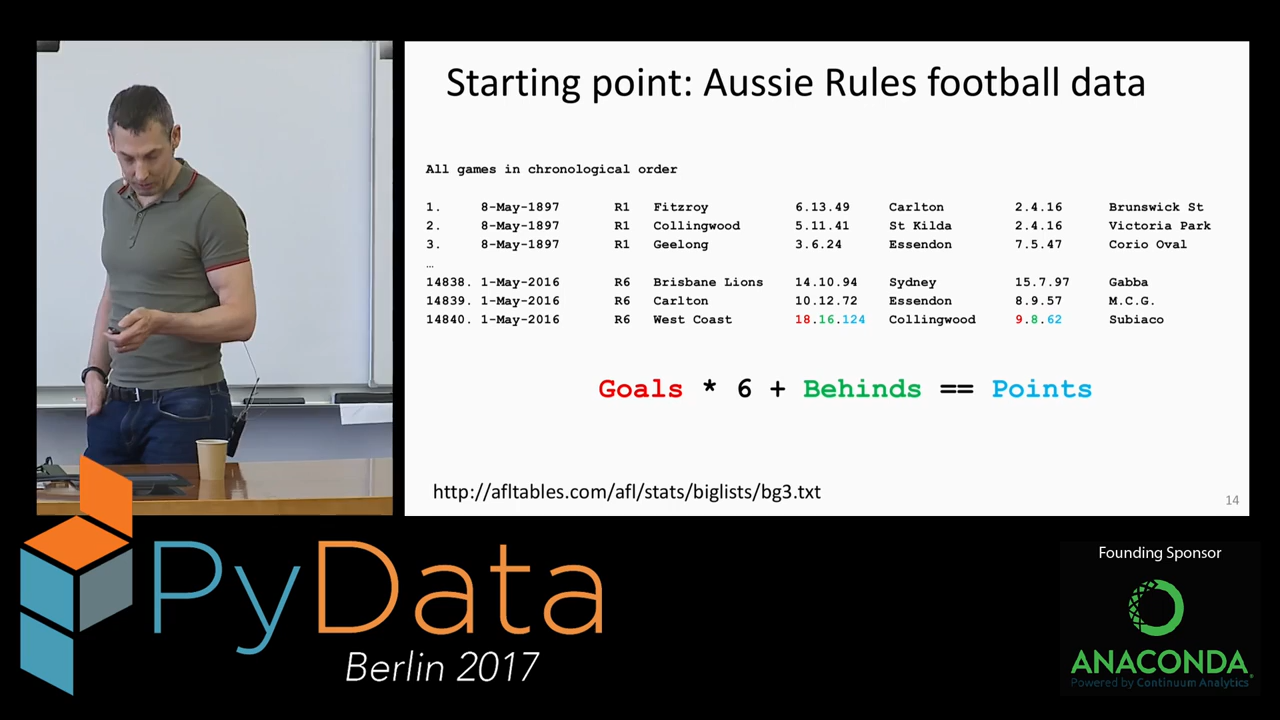 Starting point: Aussie Rules football data
All games in chronological order
1. 8-May-1897 R1 Fitzroy 6.13.49 Carlton 2.4.16 Brunswick St
2. 8-May-1897 R1 Collingwood 5.11.41 St Kilda 2.4.16 Victoria Park
3. 8-May-1897 R1 Geelong 3.6.24 Essendon 7.5.47 Corio Oval
…
14838. 1-May-2016 R6 Brisbane Lions 14.10.94 Sydney 15.7.97 Gabba
14839. 1-May-2016 R6 Carlton 10.12.72 Essendon 8.9.57 M.C.G.
14840. 1-May-2016 R6 West Coast 18.16.124 Collingwood 9.8.62 Subiaco
Goals * 6 + Behinds == Points
http://afltables.com/afl/stats/biglists/bg3.txt
14
PyData
Berlin 2017
Founding Sponsor
ANACONDA
Powered by Continuum Analytics